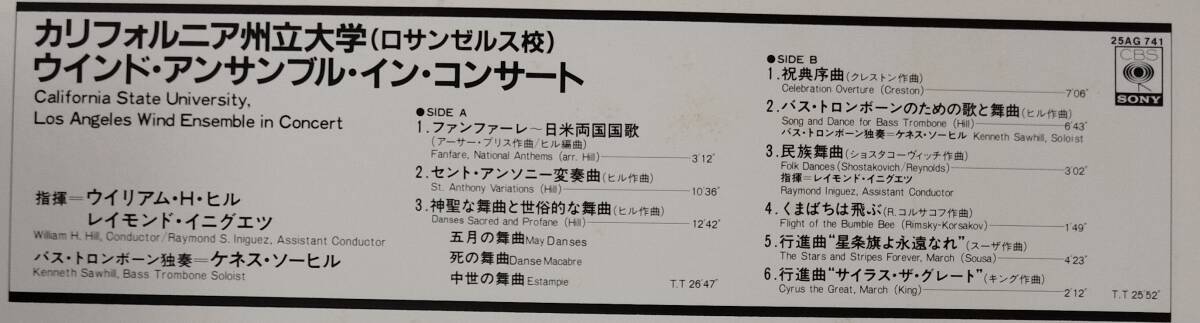 カリフォルニア州立大学(ロサンゼルス校)
ウインド・アンサンブル・イン・コンサート
California State University,
Los Angeles Wind Ensemble in Concert
指揮=ウイリアム・H・ヒル
レイモンド・イニグエツ
William H. Hill, Conductor/Raymond S. Iniguez, Assistant Conductor
バス・トロンボーン独奏=ケネス・ソーヒル
Kenneth Sawhill, Bass Trombone Soloist
●SIDE A
1.ファンファーレ〜日米両国国歌
(アーサー・ブリス作曲/ヒル編曲)
Fanfare, National Anthems (arr. Hill) 3'12"
2.セント・アンソニー変奏曲(ヒル作曲)
St. Anthony Variations (Hill) 10'36"
3.神聖な舞曲と世俗的な舞曲(ヒル作曲)
Danses Sacred and Profane (Hill) 12'42"
五月の舞曲 May Danses
死の舞曲 Danse Macabre
中世の舞曲 Estampie
T.T 26'47"
●SIDE B
1.祝典序曲(クレストン作曲)
Celebration Overture (Creston) 7'06"
2.バス・トロンボーンのための歌と舞曲(ヒル作曲)
Song and Dance for Bass Trombone (Hill) 6'43"
バス・トロンボーン独奏=ケネス・ソーヒル Kenneth Sawhill, Soloist
3.民族舞曲(ショスタコーヴィッチ作曲)
Folk Dances (Shostakovich/Reynolds) 3'02"
指揮=レイモンド・イニグエツ
Raymond Iniguez, Assistant Conductor
4.くまばちは飛ぶ(R.コルサコフ作曲)
Flight of the Bumble Bee (Rimsky-Korsakov) 1'49"
5.行進曲"星条旗よ永遠なれ"(スーザ作曲)
The Stars and Stripes Forever, March (Sousa) 4'23"
6.行進曲"サイラス・ザ・グレート"(キング作曲)
Cyrus the Great, March (King) 2'12"
T.T 25'52"
25AG 741
CBS
SONY